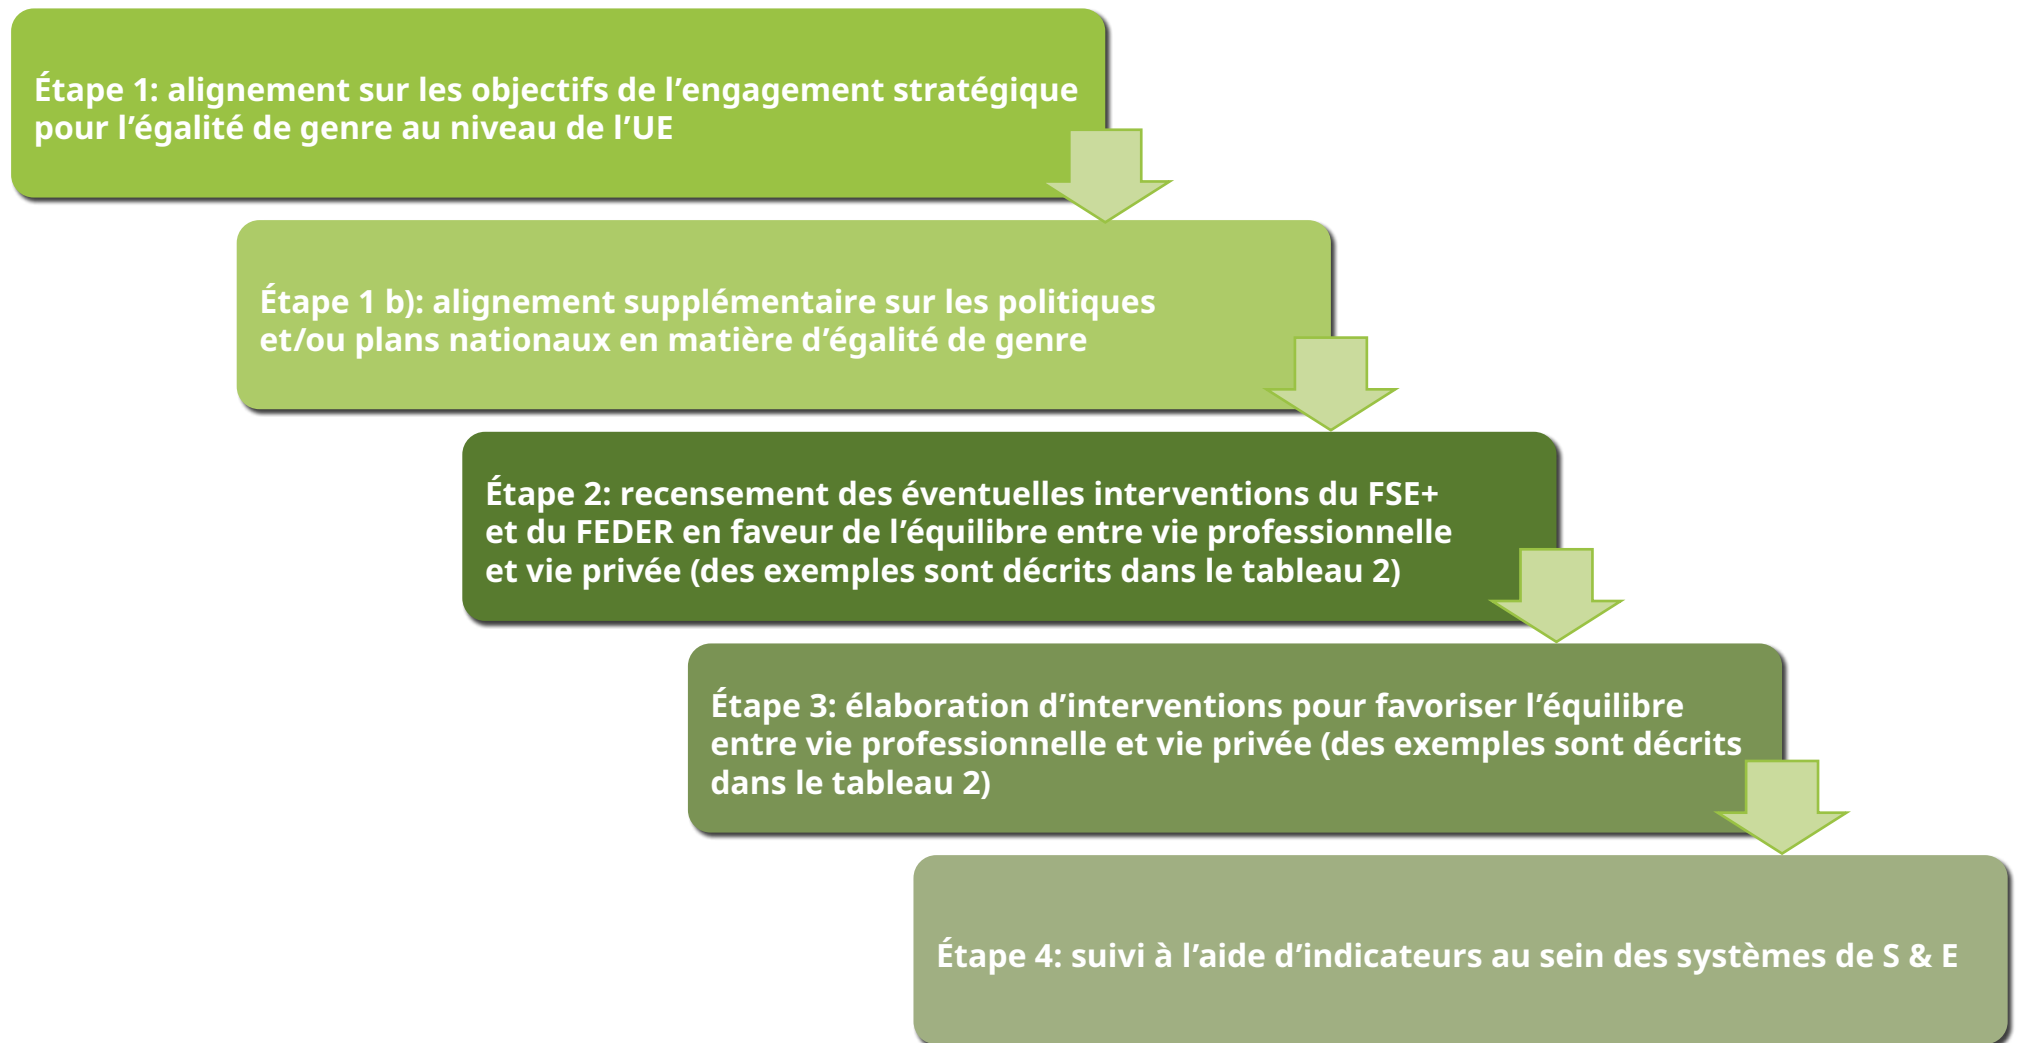 Étape 1: alignement sur les objectifs de l’engagement stratégique
pour l’égalité de genre au niveau de l’UE
Étape 1 b): alignement supplémentaire sur les politiques
et/ou plans nationaux en matière d’égalité de genre
Étape 2: recensement des éventuelles interventions du FSE+
et du FEDER en faveur de l’équilibre entre vie professionnelle
et vie privée (des exemples sont décrits dans le tableau 2)
Étape 3: élaboration d’interventions pour favoriser l’équilibre
entre vie professionnelle et vie privée (des exemples sont décrits
dans le tableau 2)
Étape 4: suivi à l’aide d’indicateurs au sein des systèmes de S & E